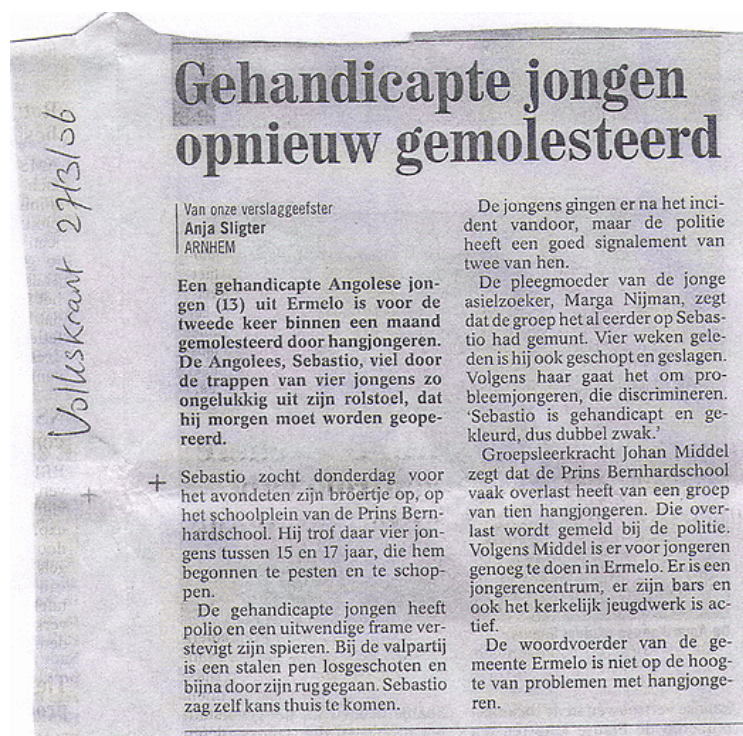 Volkskrant 27/3/06
Gehandicapte jongen
opnieuw gemolesteerd
Van onze verslaggeefster
Anja Sligter
ARNHEM
Een gehandicapte Angolese jon-
gen (13) uit Ermelo is voor de
tweede keer binnen een maand
gemolesteerd door hangjongeren.
De Angolees, Sebastio, viel door
de trappen van vier jongens zo
ongelukkig uit zijn rolstoel, dat
hij morgen moet worden geope-
reerd.
Sebastio zocht donderdag voor
het avondeten zijn broertje op, op
het schoolplein van de Prins Bern-
hardschool. Hij trof daar vier jon-
gens tussen 15 en 17 jaar, die hem
begonnen te pesten en te schop-
pen.
De gehandicapte jongen heeft
polio en een uitwendige frame ver-
stevigt zijn spieren. Bij de valpartij
is een stalen pen losgeschoten en
bijna door zijn rug gegaan. Sebastio
zag zelf kans thuis te komen.
De jongens gingen er na het inci-
dent vandoor, maar de politie
heeft een goed signalement van
twee van hen.
De pleegmoeder van de jonge
asielzoeker, Marga Nijman, zegt
dat de groep het al eerder op Sebas-
tio had gemunt. Vier weken gele-
den is hij ook geschopt en geslagen.
Volgens haar gaat het om pro-
bleemjongeren, die discrimineren.
‘Sebastio is gehandicapt en ge-
kleurd, dus dubbel zwak.’
Groepsleerkracht Johan Middel
zegt dat de Prins Bernhardschool
vaak overlast heeft van een groep
van tien hangjongeren. Die over-
last wordt gemeld bij de politie.
Volgens Middel is er voor jongeren
genoeg te doen in Ermelo. Er is een
jongerencentrum, er zijn bars en
ook het kerkelijk jeugdwerk is ac-
tief.
De woordvoerder van de ge-
meente Ermelo is niet op de hoog-
te van problemen met hangjonge-
ren.